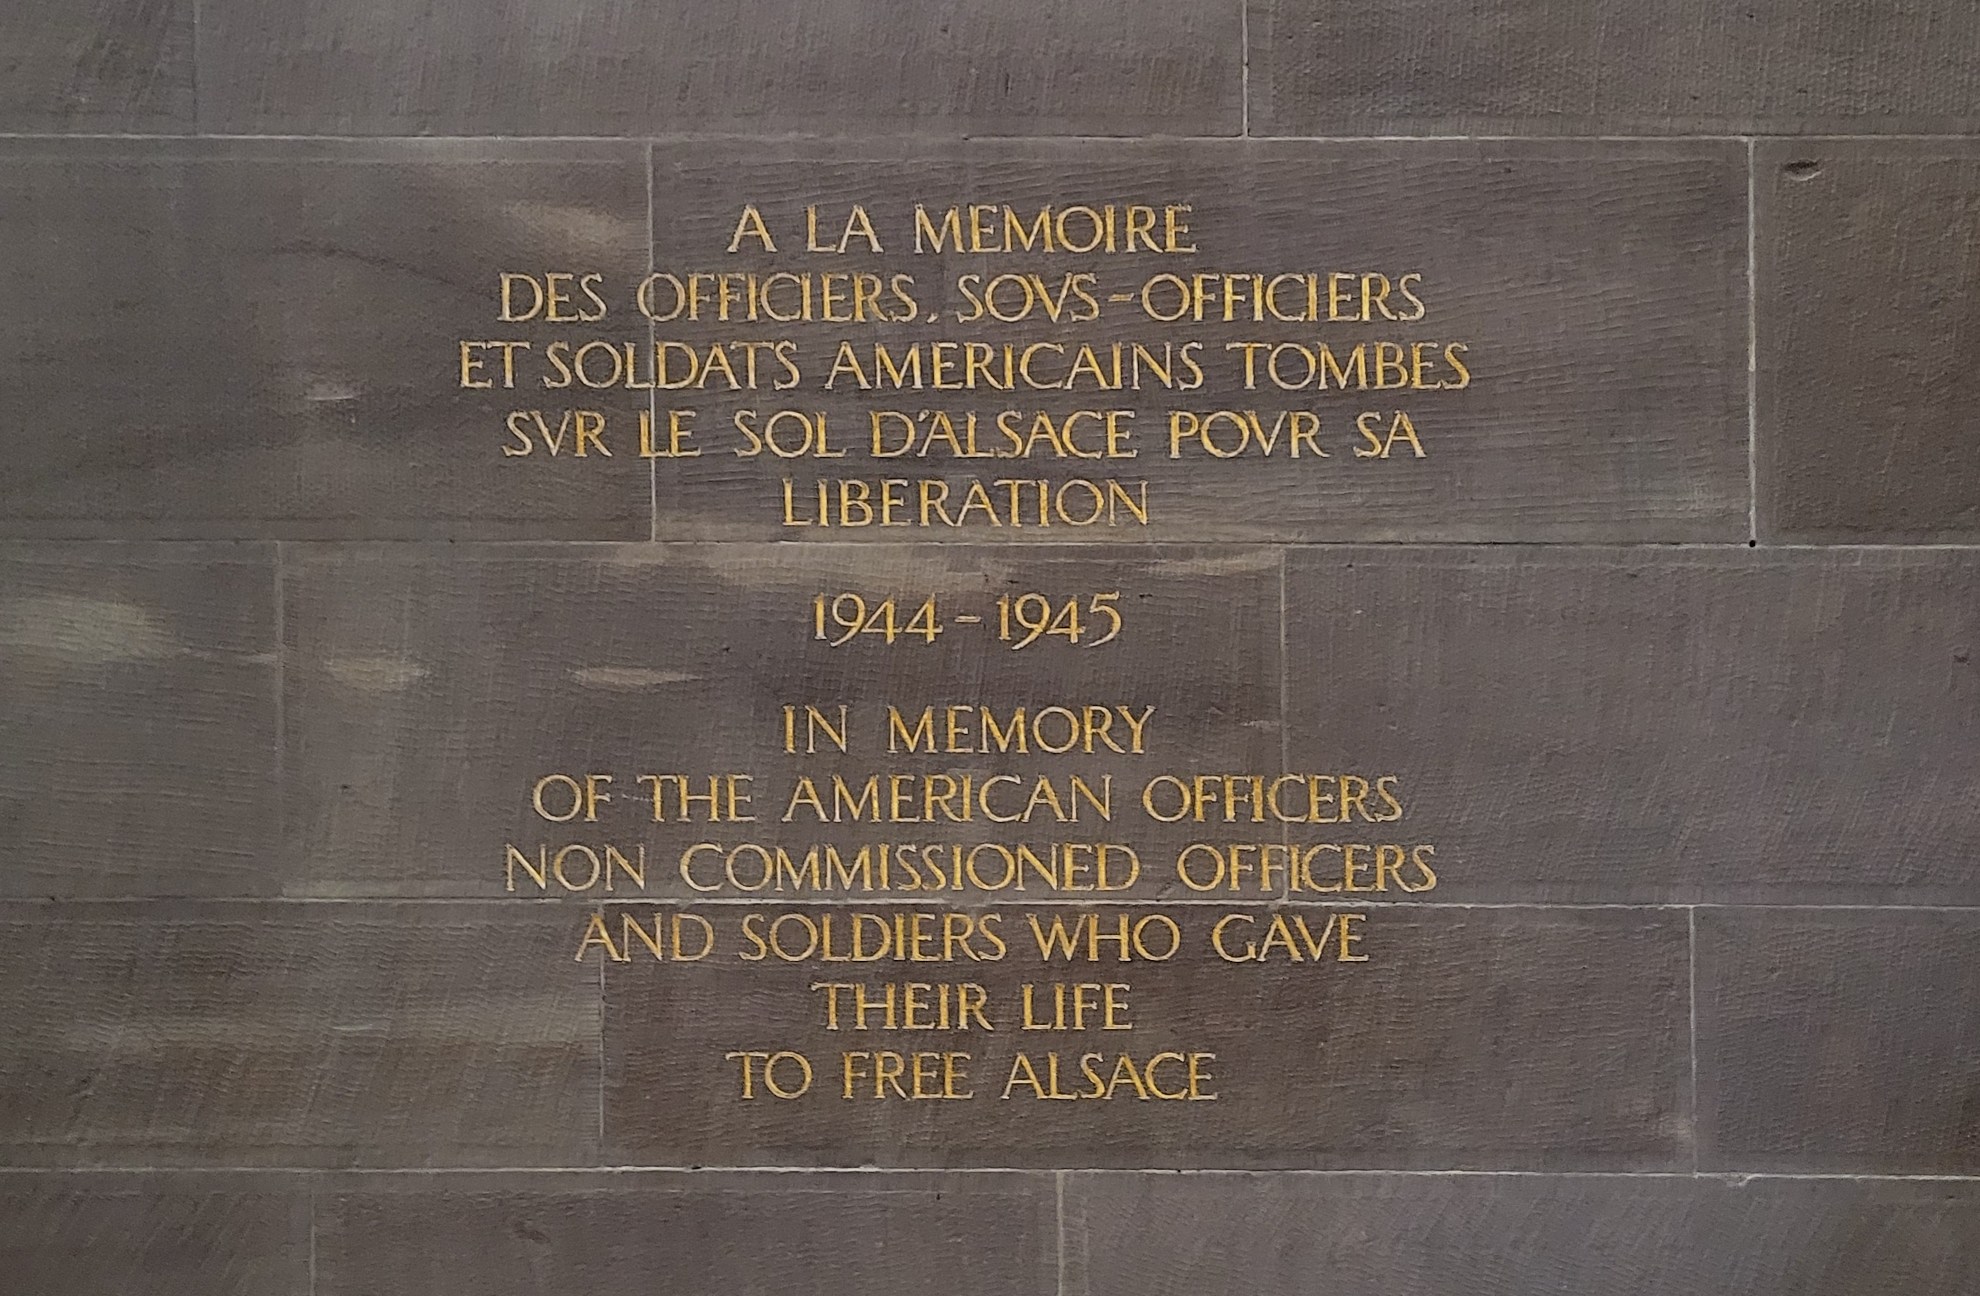 A LA MEMOIRE
DES OFFICIERS, SOVS-OFFICIERS
ET SOLDATS AMERICAINS TOMBES
SVR LE SOL D'ALSACE POVR SA
LIBERATION
1944-1945
IN MEMORY
OF THE AMERICAN OFFICERS
NON COMMISSIONED OFFICERS
AND SOLDIERS WHO GAVE
THEIR LIFE
TO FREE ALSACE